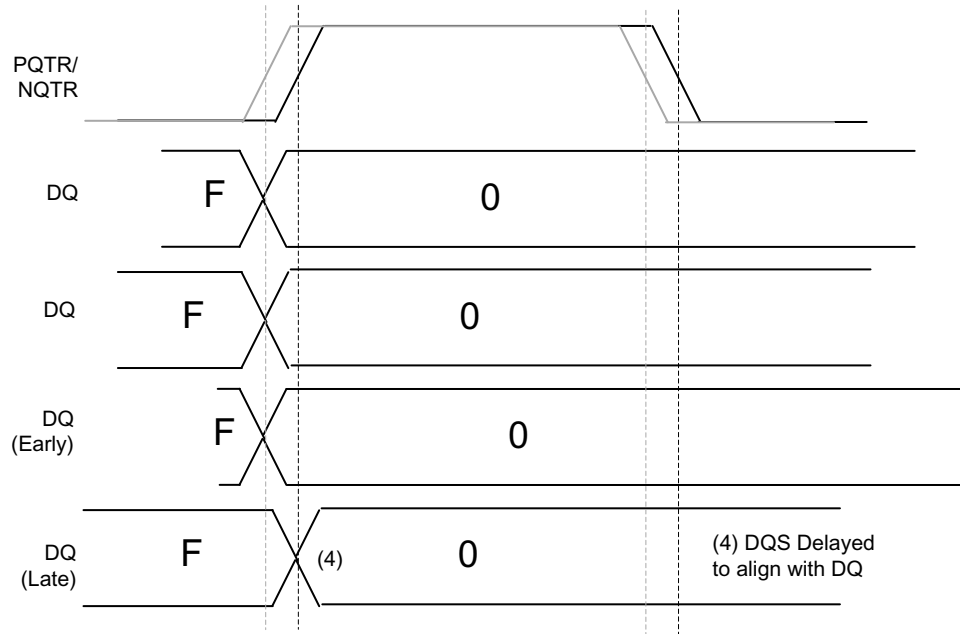 PQTR/
NQTR
DQ
F
0
DQ
F
0
DQ
(Early)
F
0
DQ
(Late)
F
(4)
0
(4) DQS Delayed
to align with DQ